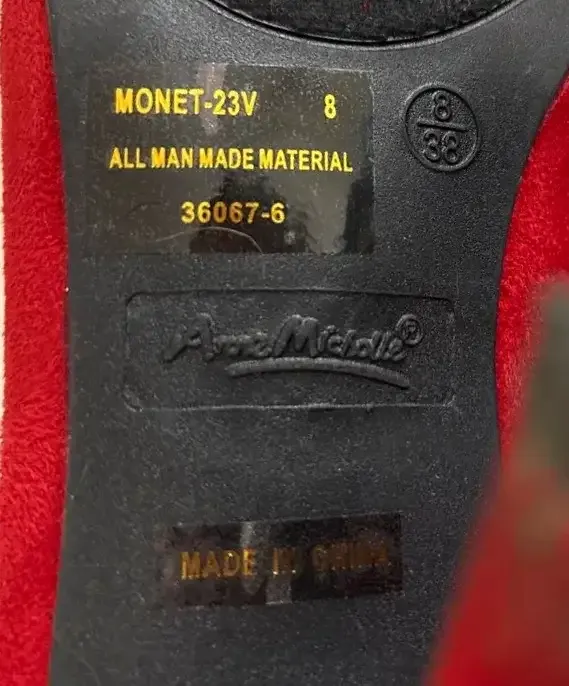 MONET-23V 8
8
38
ALL MAN MADE MATERIAL
36067-6
Anne Michelle®
MADE IN CHINA